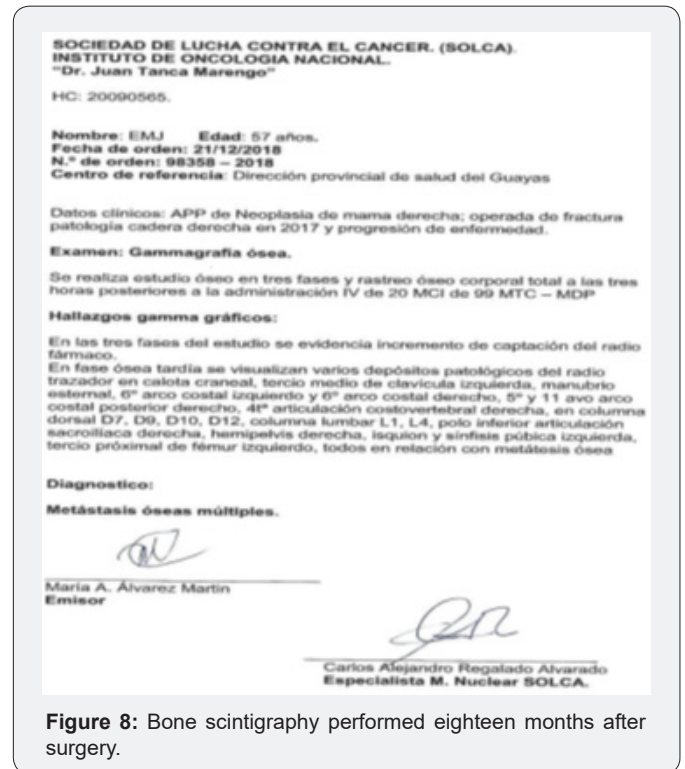 SOCIEDAD DE LUCHA CONTRA EL CANCER. (SOLCA).
INSTITUTO DE ONCOLOGIA NACIONAL.
"Dr. Juan Tanca Marengo"
HC: 20090565.
Nombre: EMJ Edad: 57 años.
Fecha de orden: 21/12/2018
N.º de orden: 98358 – 2018
Centro de referencia: Dirección provincial de salud del Guayas
Datos clínicos: APP de Neoplasia de mama derecha; operada de fractura
patología cadera derecha en 2017 y progresión de enfermedad.
Examen: Gammagrafía ósea.
Se realiza estudio óseo en tres fases y rastreo óseo corporal total a las tres
horas posteriores a la administración IV de 20 MCI de 99 MTC – MDP
Hallazgos gamma gráficos:
En las tres fases del estudio se evidencia incremento de captación del radio
fármaco.
En fase ósea tardía se visualizan varios depósitos patológicos del radio
trazador en calota craneal, tercio medio de clavícula izquierda, manubrio
esternal, 6º arco costal izquierdo y 6º arco costal derecho, 5º y 11 avo arco
costal posterior derecho, 4tª articulación costovertebral derecha, en columna
dorsal D7, D9, D10, D12, columna lumbar L1, L4, polo inferior articulación
sacroilíaca derecha, hemipelvis derecha, isquion y sínfisis púbica izquierda,
tercio próximal de fémur izquierdo, todos en relación con metátesis ósea
Diagnostico:
Metástasis óseas múltiples.
María A. Álvarez Martin
Emisor
Carlos Alejandro Regalado Alvarado
Especialista M. Nuclear SOLCA.
Figure 8: Bone scintigraphy performed eighteen months after
surgery.